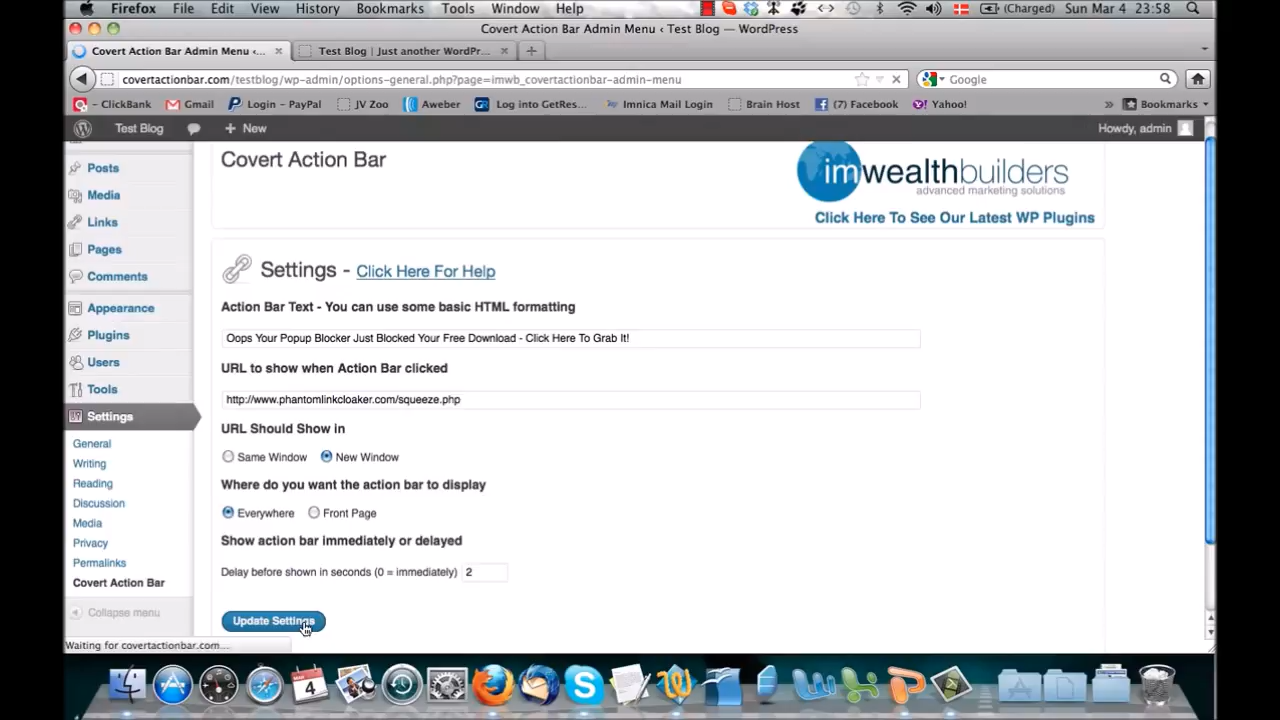 Firefox File Edit View History Bookmarks Tools Window Help (Charged) Sun Mar 4 23:58
Covert Action Bar Admin Menu ‹ Test Blog — WordPress
Covert Action Bar Admin Menu ‹... Test Blog | Just another WordPr...
covertactionbar.com/testblog/wp-admin/options-general.php?page=imwb_covertactionbar-admin-menu Google
- ClickBank Gmail Login - PayPal JV Zoo Aweber Log into GetRes... Imnica Mail Login Brain Host (7) Facebook Yahoo! » Bookmarks
Test Blog + New Howdy, admin
Posts
Media
Links
Pages
Comments
Appearance
Plugins
Users
Tools
Settings
General
Writing
Reading
Discussion
Media
Privacy
Permalinks
Covert Action Bar
Collapse menu
Covert Action Bar
imwealthbuilders
advanced marketing solutions
Click Here To See Our Latest WP Plugins
Settings - Click Here For Help
Action Bar Text - You can use some basic HTML formatting
Oops Your Popup Blocker Just Blocked Your Free Download - Click Here To Grab It!
URL to show when Action Bar clicked
http://www.phantomlinkcloaker.com/squeeze.php
URL Should Show in
Same Window New Window
Where do you want the action bar to display
Everywhere Front Page
Show action bar immediately or delayed
Delay before shown in seconds (0 = immediately) 2
Update Settings
Waiting for covertactionbar.com...
MAR
4